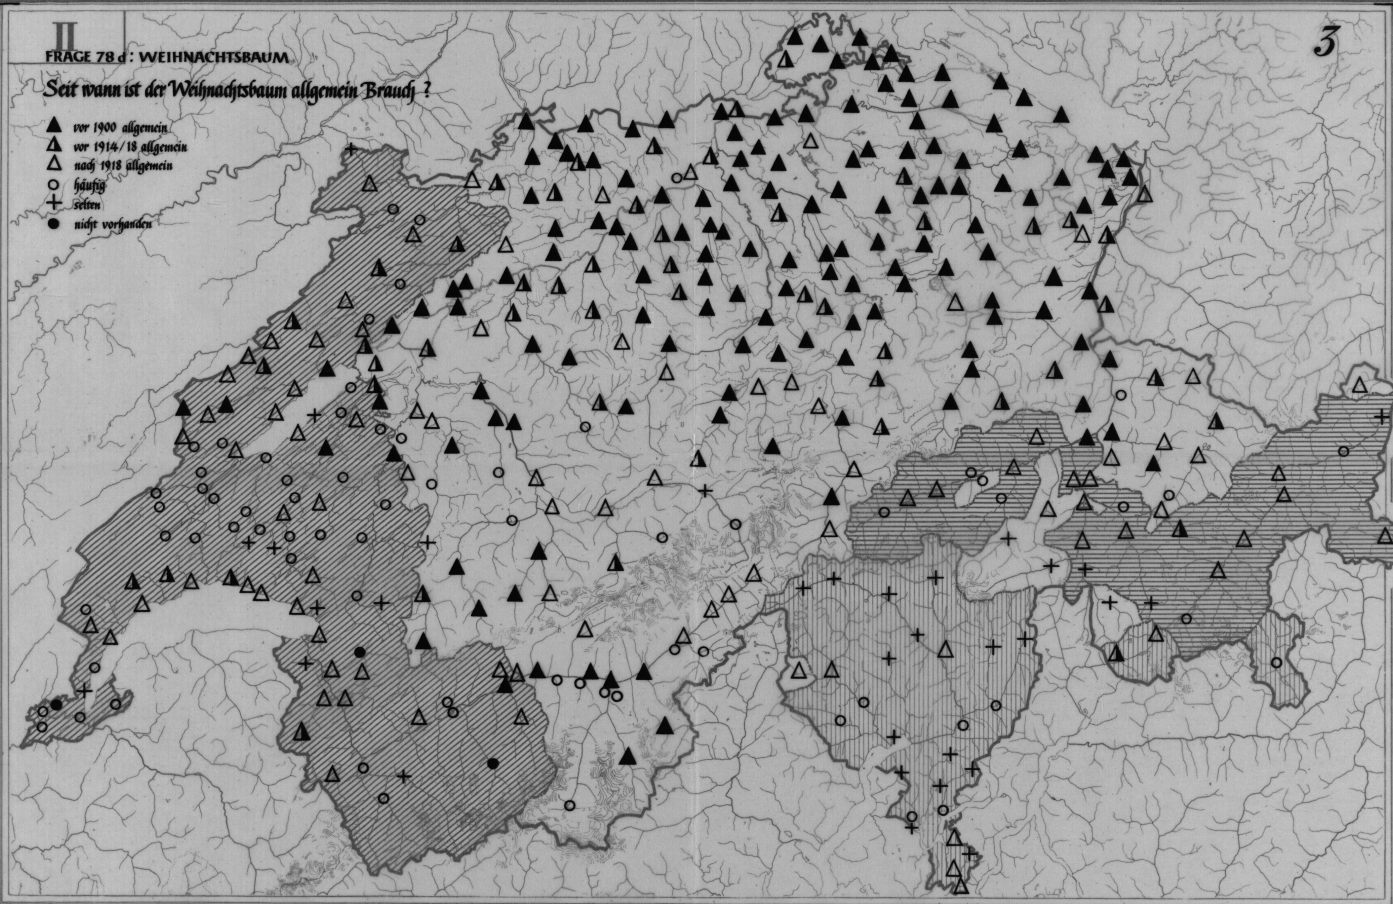 II
3
FRAGE 78 d: WEIHNACHTSBAUM
Seit wann ist der Weihnachtsbaum allgemein Brauch ?
vor 1900 allgemein
vor 1914/18 allgemein
nach 1918 allgemein
häufig
selten
nicht vorhanden